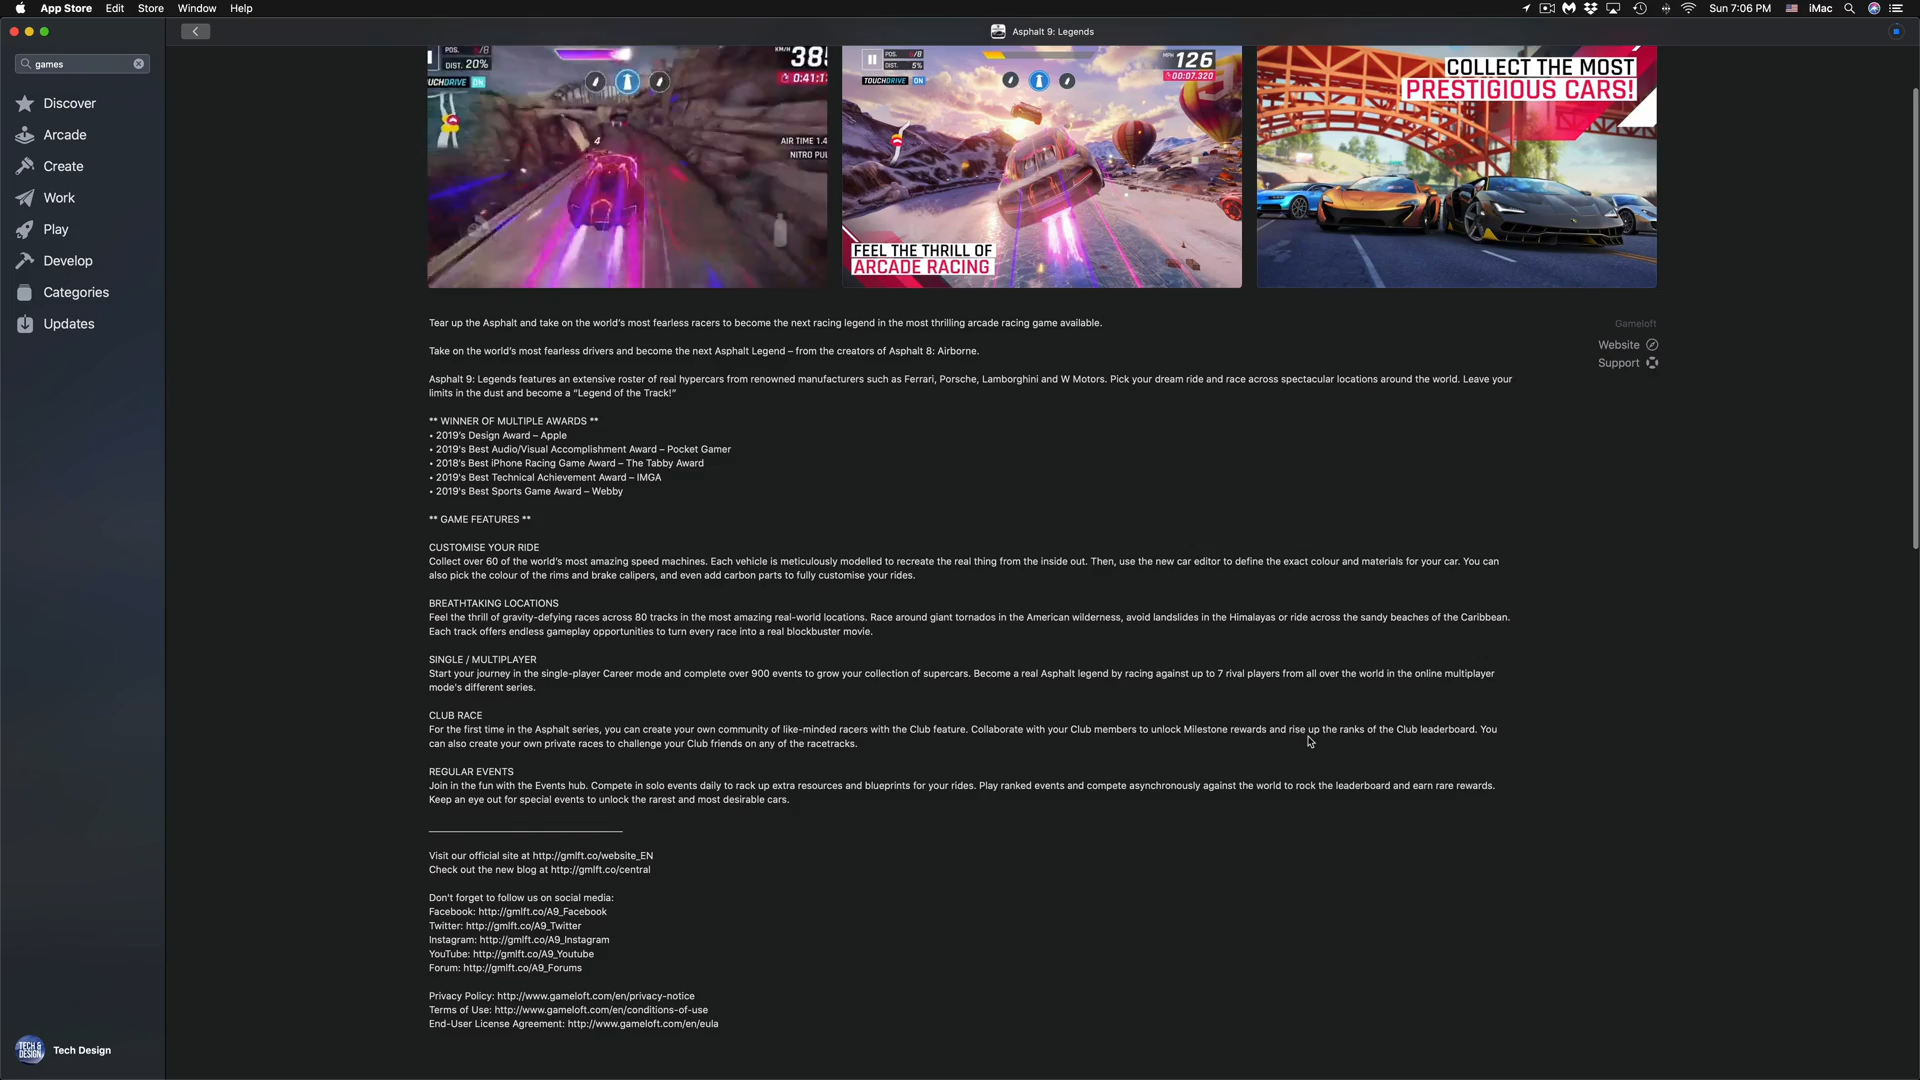 App Store Edit Store Window Help
Sun 7:06 PM iMac
Asphalt 9: Legends
games
Discover
Arcade
Create
Work
Play
Develop
Categories
Updates
Tech Design
TECH & DESIGN
POS. /8
DIST. 20%
TOUCHDRIVE ON
KM/H 385
0:41:1
4
AIR TIME 1.4
NITRO PUL
POS. /8
DIST. 5%
TOUCHDRIVE ON
MPH 126
00:07.320
FEEL THE THRILL OF
ARCADE RACING
COLLECT THE MOST
PRESTIGIOUS CARS!
Tear up the Asphalt and take on the world's most fearless racers to become the next racing legend in the most thrilling arcade racing game available.
Take on the world's most fearless drivers and become the next Asphalt Legend – from the creators of Asphalt 8: Airborne.
Asphalt 9: Legends features an extensive roster of real hypercars from renowned manufacturers such as Ferrari, Porsche, Lamborghini and W Motors. Pick your dream ride and race across spectacular locations around the world. Leave your
limits in the dust and become a "Legend of the Track!"
** WINNER OF MULTIPLE AWARDS **
• 2019's Design Award – Apple
• 2019's Best Audio/Visual Accomplishment Award – Pocket Gamer
• 2018's Best iPhone Racing Game Award – The Tabby Award
• 2019's Best Technical Achievement Award – IMGA
• 2019's Best Sports Game Award – Webby
** GAME FEATURES **
CUSTOMISE YOUR RIDE
Collect over 60 of the world's most amazing speed machines. Each vehicle is meticulously modelled to recreate the real thing from the inside out. Then, use the new car editor to define the exact colour and materials for your car. You can
also pick the colour of the rims and brake calipers, and even add carbon parts to fully customise your rides.
BREATHTAKING LOCATIONS
Feel the thrill of gravity-defying races across 80 tracks in the most amazing real-world locations. Race around giant tornados in the American wilderness, avoid landslides in the Himalayas or ride across the sandy beaches of the Caribbean.
Each track offers endless gameplay opportunities to turn every race into a real blockbuster movie.
SINGLE / MULTIPLAYER
Start your journey in the single-player Career mode and complete over 900 events to grow your collection of supercars. Become a real Asphalt legend by racing against up to 7 rival players from all over the world in the online multiplayer
mode's different series.
CLUB RACE
For the first time in the Asphalt series, you can create your own community of like-minded racers with the Club feature. Collaborate with your Club members to unlock Milestone rewards and rise up the ranks of the Club leaderboard. You
can also create your own private races to challenge your Club friends on any of the racetracks.
REGULAR EVENTS
Join in the fun with the Events hub. Compete in solo events daily to rack up extra resources and blueprints for your rides. Play ranked events and compete asynchronously against the world to rock the leaderboard and earn rare rewards.
Keep an eye out for special events to unlock the rarest and most desirable cars.
Visit our official site at http://gmlft.co/website_EN
Check out the new blog at http://gmlft.co/central
Don't forget to follow us on social media:
Facebook: http://gmlft.co/A9_Facebook
Twitter: http://gmlft.co/A9_Twitter
Instagram: http://gmlft.co/A9_Instagram
YouTube: http://gmlft.co/A9_Youtube
Forum: http://gmlft.co/A9_Forums
Privacy Policy: http://www.gameloft.com/en/privacy-notice
Terms of Use: http://www.gameloft.com/en/conditions-of-use
End-User License Agreement: http://www.gameloft.com/en/eula
Gameloft
Website
Support